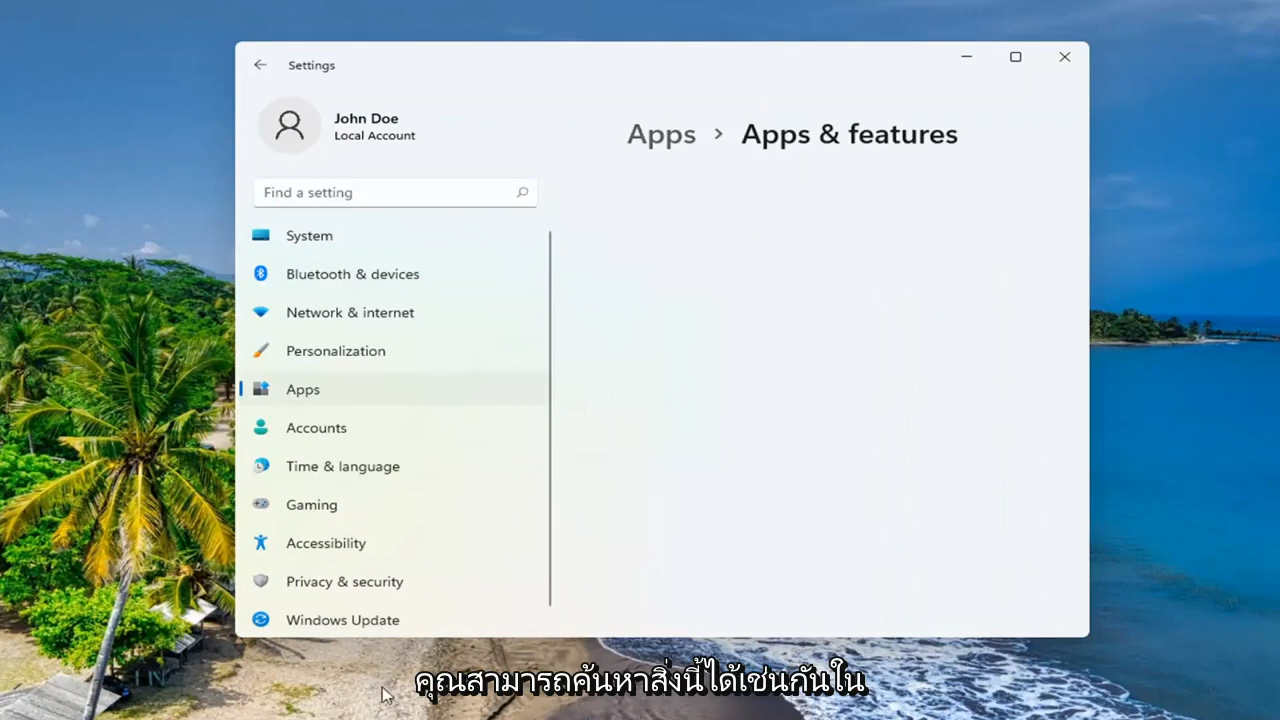 Settings
John Doe
Local Account
Apps › Apps & features
Find a setting
System
Bluetooth & devices
Network & internet
Personalization
Apps
Accounts
Time & language
Gaming
Accessibility
Privacy & security
Windows Update
คุณสามารถค้นหาสิ่งนี้ได้เช่นกันใน